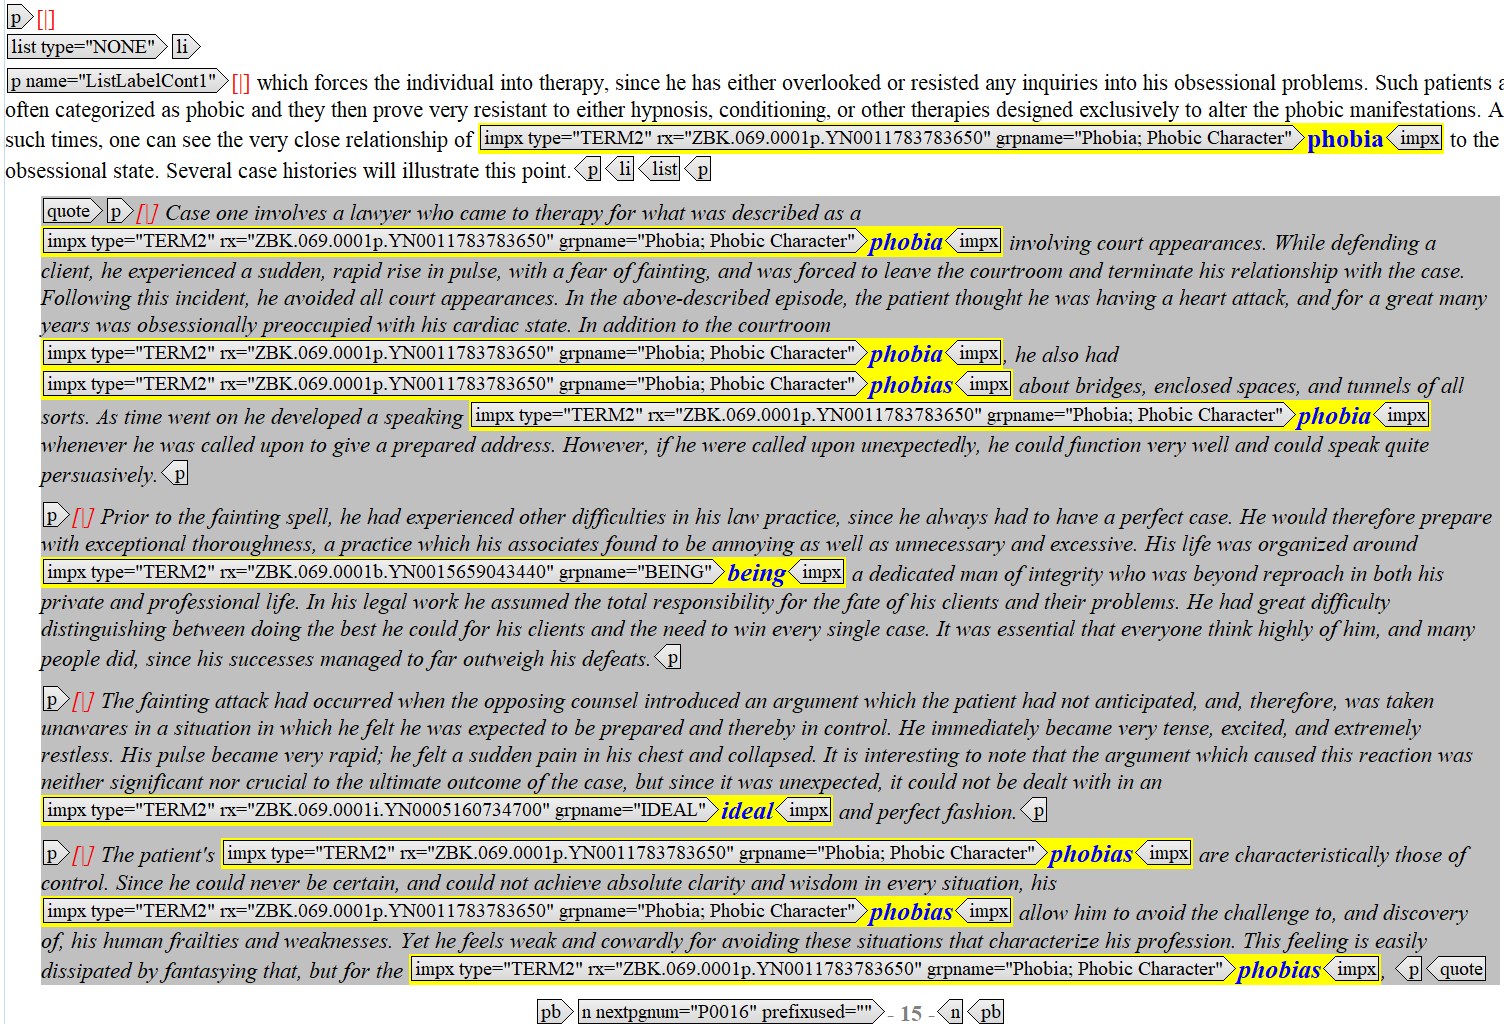 p [|]
list type="NONE" li
p name="ListLabelCont1" [|] which forces the individual into therapy, since he has either overlooked or resisted any inquiries into his obsessional problems. Such patients a
often categorized as phobic and they then prove very resistant to either hypnosis, conditioning, or other therapies designed exclusively to alter the phobic manifestations. A
such times, one can see the very close relationship of impx type="TERM2" rx="ZBK.069.0001p.YN0011783783650" grpname="Phobia; Phobic Character" phobia impx to the
obsessional state. Several case histories will illustrate this point. p li list p
quote p [|] Case one involves a lawyer who came to therapy for what was described as a
impx type="TERM2" rx="ZBK.069.0001p.YN0011783783650" grpname="Phobia; Phobic Character" phobia impx involving court appearances. While defending a
client, he experienced a sudden, rapid rise in pulse, with a fear of fainting, and was forced to leave the courtroom and terminate his relationship with the case.
Following this incident, he avoided all court appearances. In the above-described episode, the patient thought he was having a heart attack, and for a great many
years was obsessionally preoccupied with his cardiac state. In addition to the courtroom
impx type="TERM2" rx="ZBK.069.0001p.YN0011783783650" grpname="Phobia; Phobic Character" phobia impx, he also had
impx type="TERM2" rx="ZBK.069.0001p.YN0011783783650" grpname="Phobia; Phobic Character" phobias impx about bridges, enclosed spaces, and tunnels of all
sorts. As time went on he developed a speaking impx type="TERM2" rx="ZBK.069.0001p.YN0011783783650" grpname="Phobia; Phobic Character" phobia impx
whenever he was called upon to give a prepared address. However, if he were called upon unexpectedly, he could function very well and could speak quite
persuasively. p
p [|] Prior to the fainting spell, he had experienced other difficulties in his law practice, since he always had to have a perfect case. He would therefore prepare
with exceptional thoroughness, a practice which his associates found to be annoying as well as unnecessary and excessive. His life was organized around
impx type="TERM2" rx="ZBK.069.0001b.YN0015659043440" grpname="BEING" being impx a dedicated man of integrity who was beyond reproach in both his
private and professional life. In his legal work he assumed the total responsibility for the fate of his clients and their problems. He had great difficulty
distinguishing between doing the best he could for his clients and the need to win every single case. It was essential that everyone think highly of him, and many
people did, since his successes managed to far outweigh his defeats. p
p [|] The fainting attack had occurred when the opposing counsel introduced an argument which the patient had not anticipated, and, therefore, was taken
unawares in a situation in which he felt he was expected to be prepared and thereby in control. He immediately became very tense, excited, and extremely
restless. His pulse became very rapid; he felt a sudden pain in his chest and collapsed. It is interesting to note that the argument which caused this reaction was
neither significant nor crucial to the ultimate outcome of the case, but since it was unexpected, it could not be dealt with in an
impx type="TERM2" rx="ZBK.069.0001i.YN0005160734700" grpname="IDEAL" ideal impx and perfect fashion. p
p [|] The patient's impx type="TERM2" rx="ZBK.069.0001p.YN0011783783650" grpname="Phobia; Phobic Character" phobias impx are characteristically those of
control. Since he could never be certain, and could not achieve absolute clarity and wisdom in every situation, his
impx type="TERM2" rx="ZBK.069.0001p.YN0011783783650" grpname="Phobia; Phobic Character" phobias impx allow him to avoid the challenge to, and discovery
of, his human frailties and weaknesses. Yet he feels weak and cowardly for avoiding these situations that characterize his profession. This feeling is easily
dissipated by fantasying that, but for the impx type="TERM2" rx="ZBK.069.0001p.YN0011783783650" grpname="Phobia; Phobic Character" phobias impx, p quote
pb n nextpgnum="P0016" prefixused="" - 15 - n pb